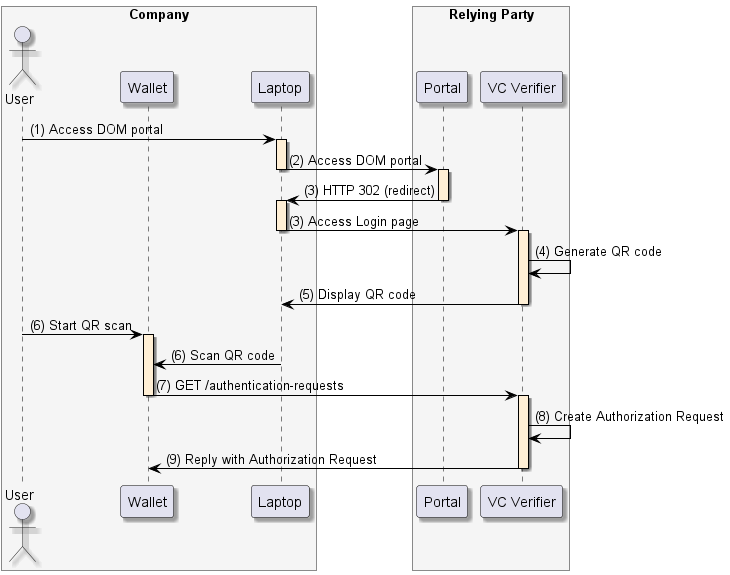 Company
Relying Party
User
Wallet
Laptop
Portal
VC Verifier
(1) Access DOM portal
(2) Access DOM portal
(3) HTTP 302 (redirect)
(3) Access Login page
(4) Generate QR code
(5) Display QR code
(6) Start QR scan
(6) Scan QR code
(7) GET /authentication-requests
(8) Create Authorization Request
(9) Reply with Authorization Request
User
Wallet
Laptop
Portal
VC Verifier